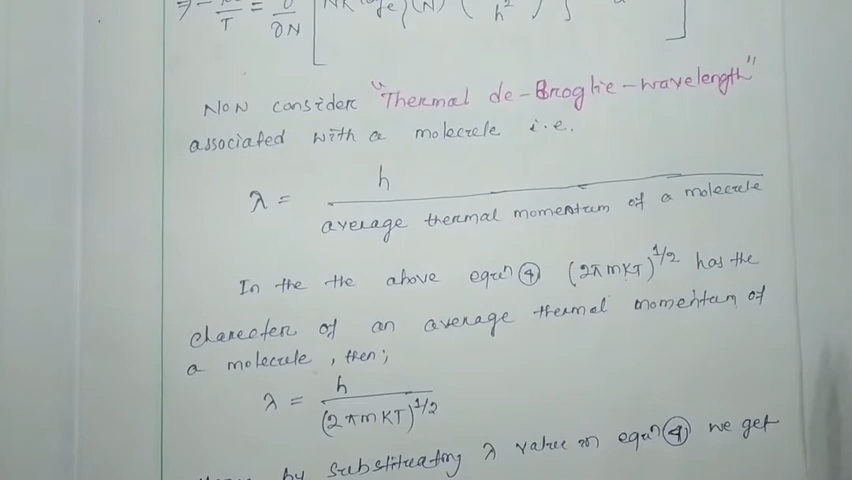 T = ∂N
Now consider "Thermal de-Broglie-wavelength"
associated with a molecule i.e.
λ = h
average thermal momentum of a molecule
In the the above equⁿ ④ (2πmKT)^1/2 has the
character of an average thermal momentum of
a molecule, then;
λ = h
(2πmKT)^1/2
by substituting λ value in equⁿ ④ we get